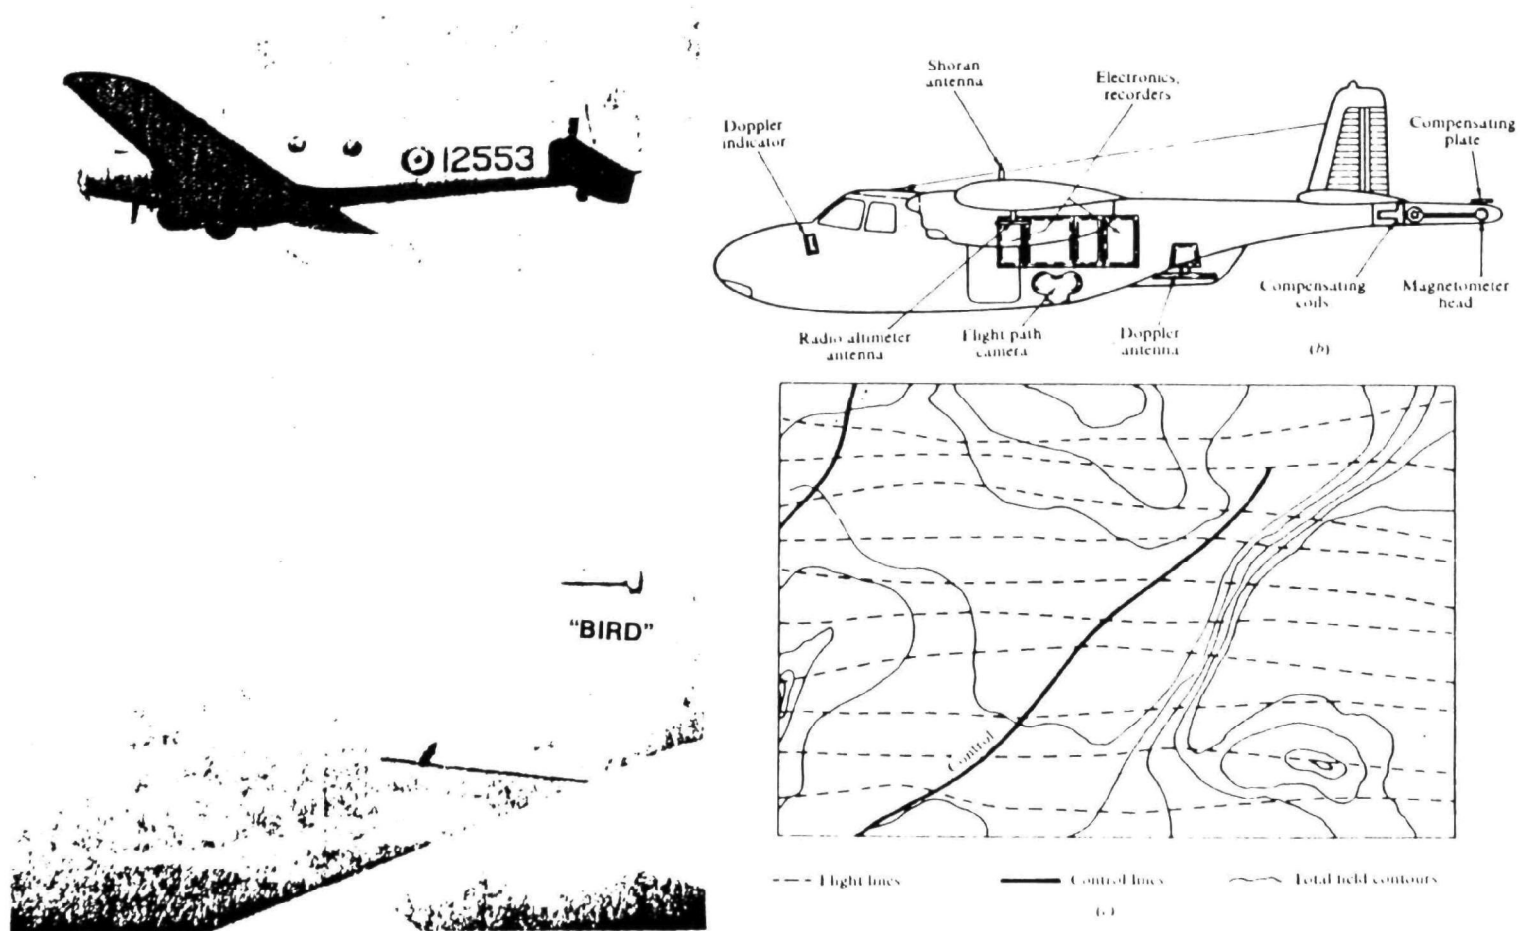 12553
"BIRD"
Shoran
antenna
Electronics,
recorders
Doppler
indicator
Compensating
plate
Radio altimeter
antenna
Flight path
camera
Doppler
antenna
Compensating
coils
Magnetometer
head
(b)
Control
Flight lines
Control lines
Total field contours
(c)